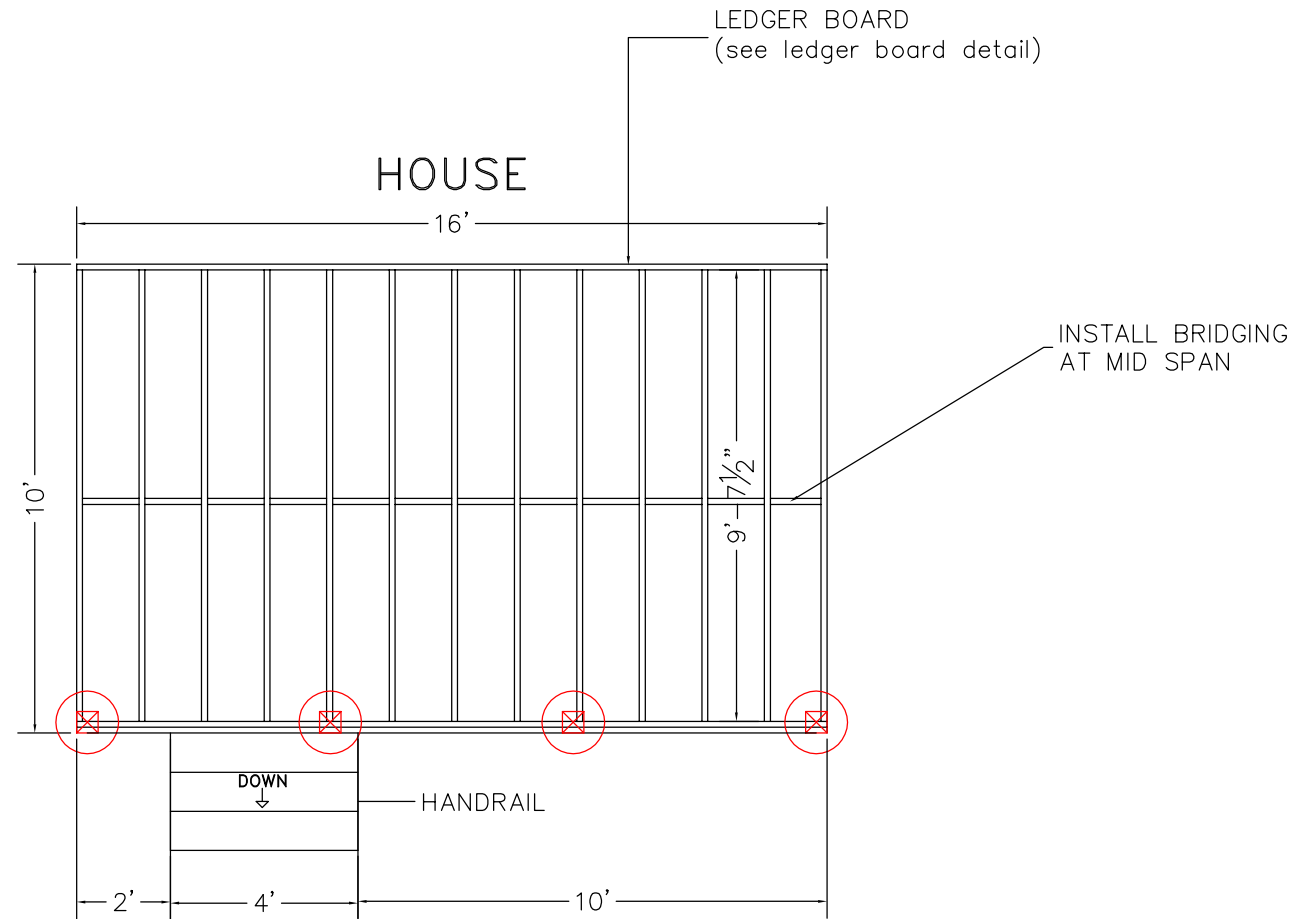 LEDGER BOARD
(see ledger board detail)
HOUSE
16'
INSTALL BRIDGING
AT MID SPAN
10'
9' 7½"
DOWN
HANDRAIL
2'
4'
10'